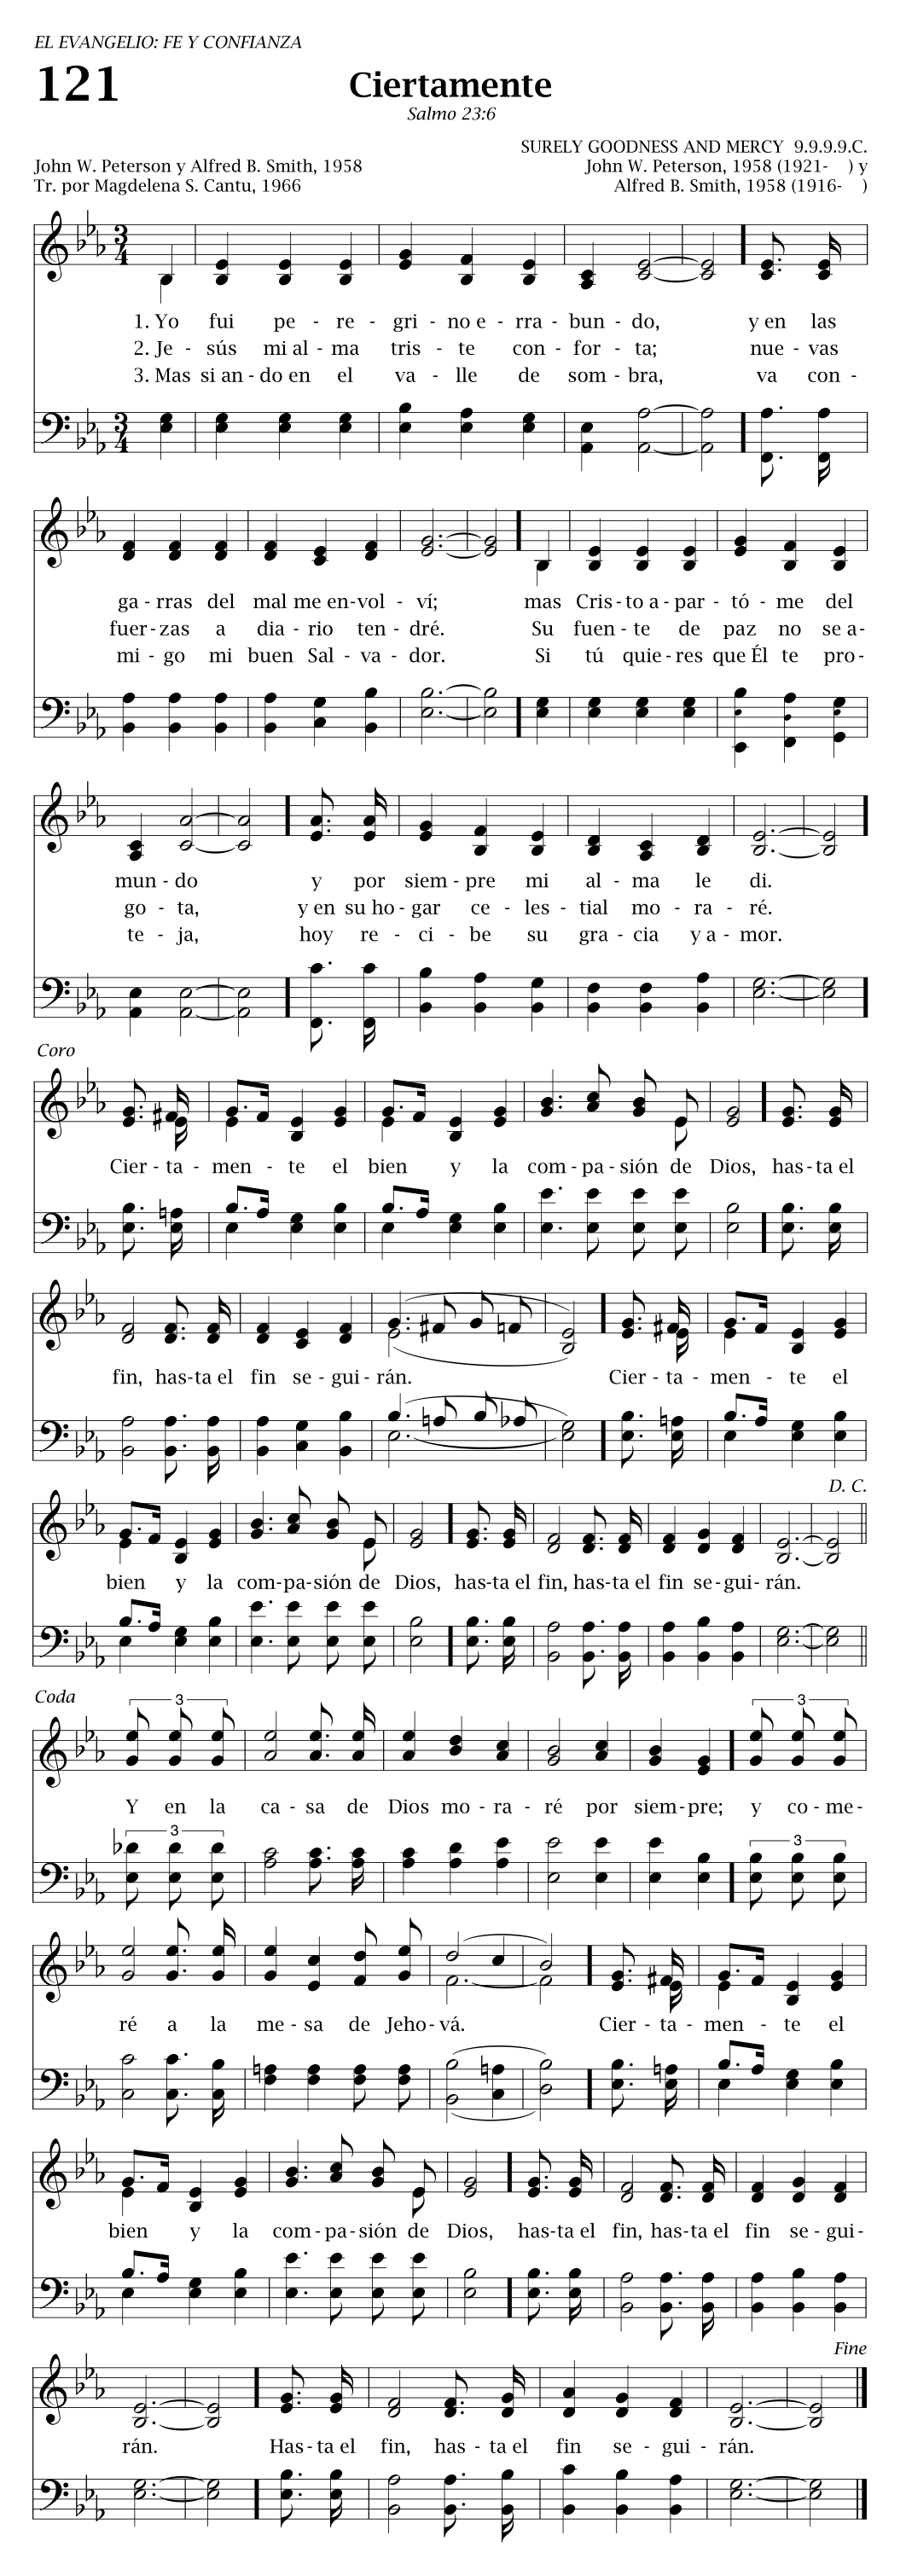 EL EVANGELIO: FE Y CONFIANZA
121
Ciertamente
Salmo 23:6
SURELY GOODNESS AND MERCY 9.9.9.9.C.
John W. Peterson y Alfred B. Smith, 1958
John W. Peterson, 1958 (1921- ) y
Tr. por Magdelena S. Cantu, 1966
Alfred B. Smith, 1958 (1916- )
1. Yo fui pe - re - gri - no e - rra - bun - do, y en las
2. Je - sús mi al - ma tris - te con - for - ta; nue - vas
3. Mas si an - do en el va - lle de som - bra, va con -
ga - rras del mal me en - vol - ví; mas Cris - to a - par - tó - me del
fuer - zas a dia - rio ten - dré. Su fuen - te de paz no se a -
mi - go mi buen Sal - va - dor. Si tú quie - res que Él te pro -
mun - do y por siem - pre mi al - ma le di.
go - ta, y en su ho - gar ce - les - tial mo - ra - ré.
te - ja, hoy re - ci - be su gra - cia y a - mor.
Coro
Cier - ta - men - te el bien y la com - pa - sión de Dios, has - ta el
fin, has - ta el fin se - gui - rán. Cier - ta - men - te el
D. C.
bien y la com - pa - sión de Dios, has - ta el fin, has - ta el fin se - gui - rán.
Coda
3 3
Y en la ca - sa de Dios mo - ra - ré por siem - pre; y co - me -
3 3
ré a la me - sa de Jeho - vá. Cier - ta - men - te el
bien y la com - pa - sión de Dios, has - ta el fin, has - ta el fin se - gui -
Fine
rán. Has - ta el fin, has - ta el fin se - gui - rán.